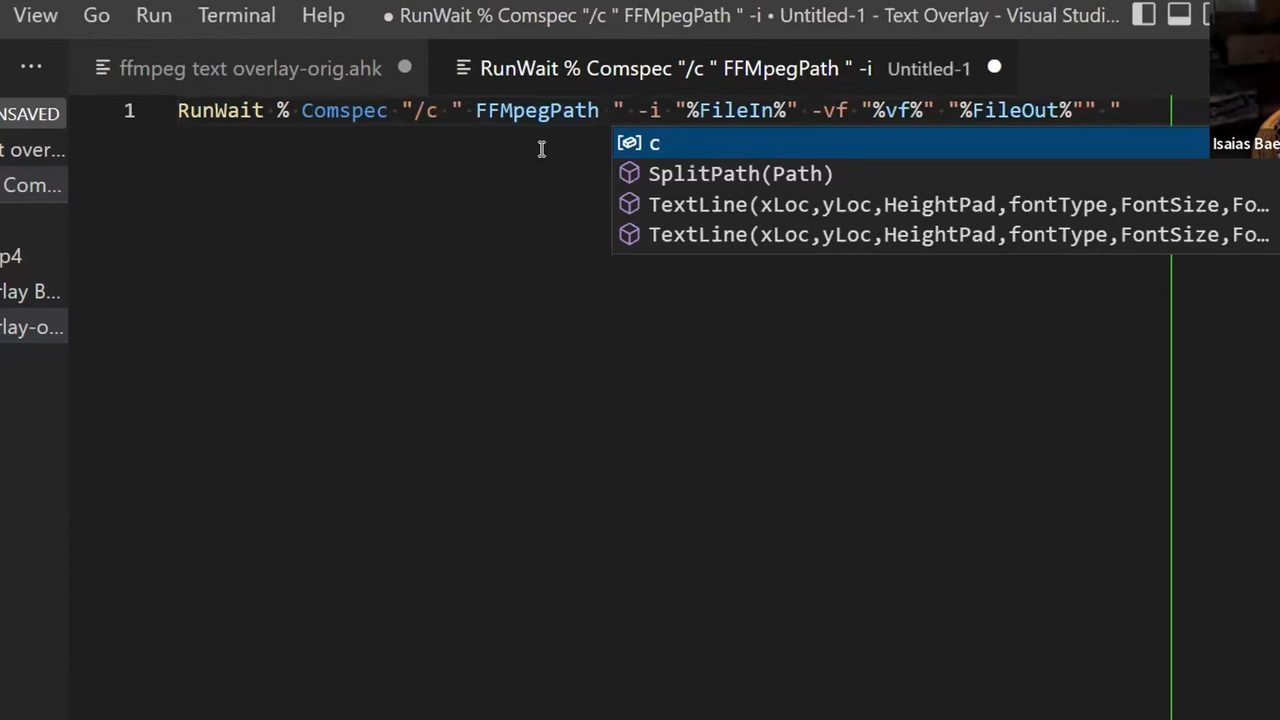 View Go Run Terminal Help ● RunWait % Comspec "/c " FFMpegPath " -i • Untitled-1 - Text Overlay - Visual Studi...
... ffmpeg text overlay-orig.ahk RunWait % Comspec "/c " FFMpegPath " -i Untitled-1
NSAVED
1 RunWait % Comspec "/c " FFMpegPath " -i "%FileIn%" -vf "%vf%" "%FileOut%"" "
t over...
c
Isaias Bae
Com...
SplitPath(Path)
TextLine(xLoc,yLoc,HeightPad,fontType,FontSize,Fo...
TextLine(xLoc,yLoc,HeightPad,fontType,FontSize,Fo...
p4
rlay B...
rlay-o...